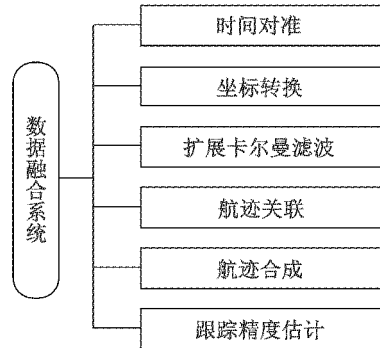 数据融合系统
时间对准
坐标转换
扩展卡尔曼滤波
航迹关联
航迹合成
跟踪精度估计